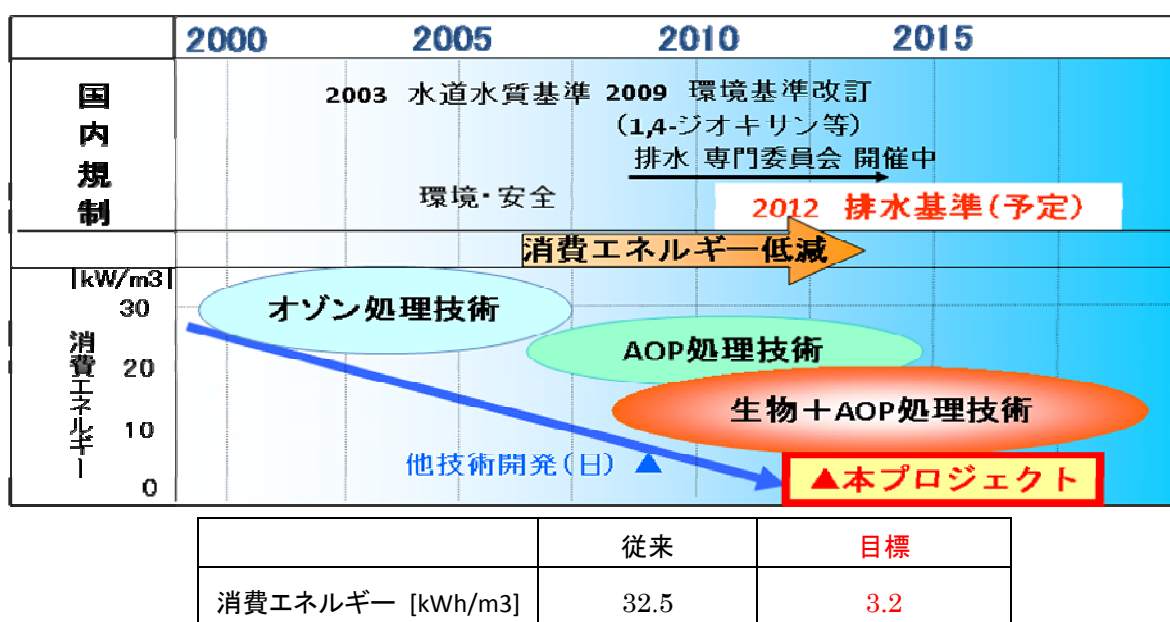 2000 2005 2010 2015
国内規制
2003 水道水質基準 2009 環境基準改訂
(1,4-ジオキリン等)
排水 専門委員会 開催中
環境・安全
2012 排水基準(予定)
消費エネルギー低減
[kW/m3]
30
20
10
0
消費エネルギー
オゾン処理技術
AOP処理技術
生物+AOP処理技術
他技術開発(日) ▲
▲本プロジェクト
従来 目標
消費エネルギー [kWh/m3] 32.5 3.2